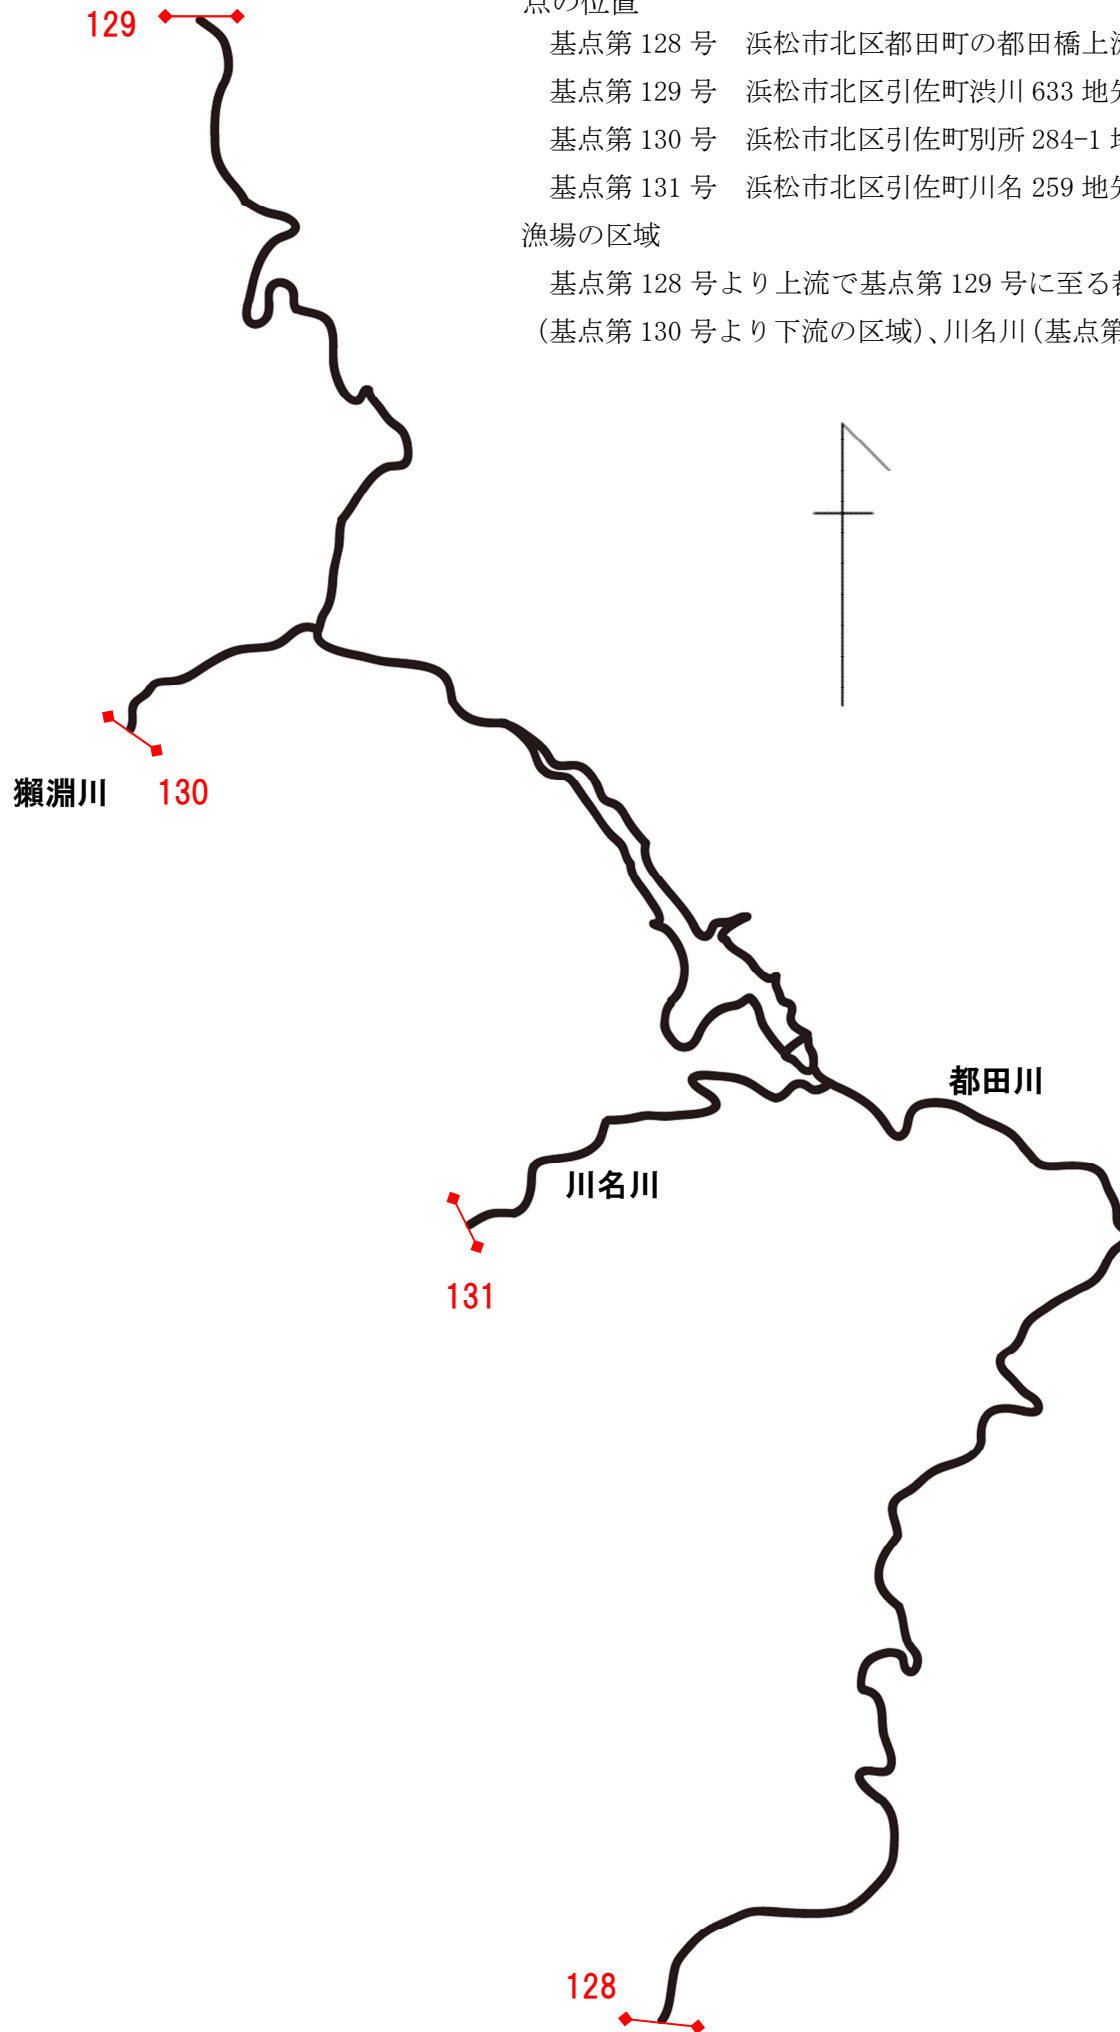 点の位置
129
基点第 128 号　浜松市北区都田町の都田橋上流
基点第 129 号　浜松市北区引佐町渋川 633 地先
基点第 130 号　浜松市北区引佐町別所 284-1 地
基点第 131 号　浜松市北区引佐町川名 259 地先
漁場の区域
基点第 128 号より上流で基点第 129 号に至る都
（基点第 130 号より下流の区域）、川名川（基点第
獺淵川
130
都田川
川名川
131
128